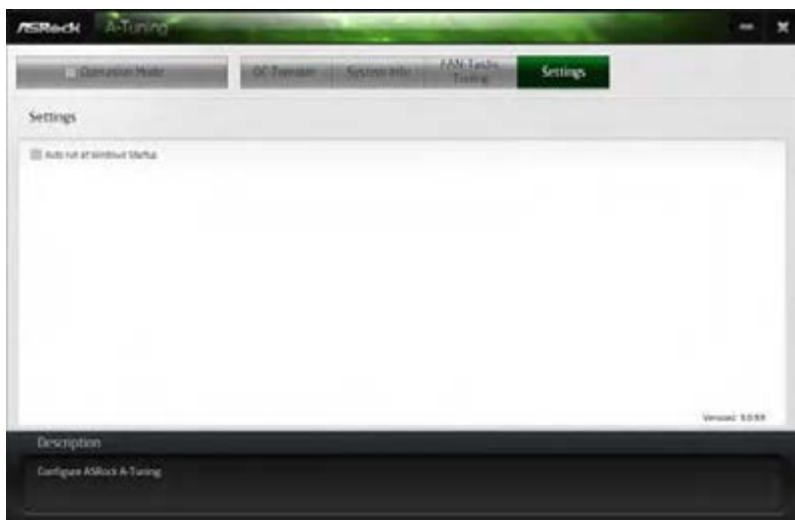 ASRock A-Tuning
Operation Mode
OC Tweaker
System Info
FAN-Tastic
Tuning
Settings
Settings
Auto run at Windows Startup
Version:
Description
Configure ASRock A-Tuning